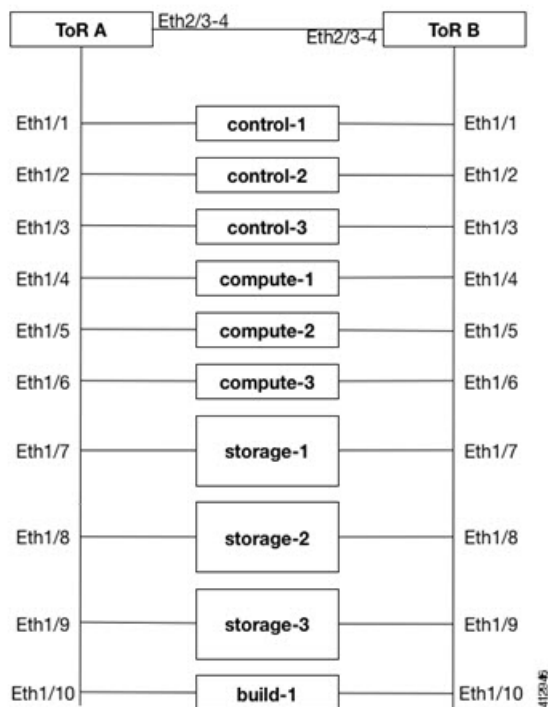 ToR A Eth2/3-4 Eth2/3-4 ToR B
Eth1/1 control-1 Eth1/1
Eth1/2 control-2 Eth1/2
Eth1/3 control-3 Eth1/3
Eth1/4 compute-1 Eth1/4
Eth1/5 compute-2 Eth1/5
Eth1/6 compute-3 Eth1/6
Eth1/7 storage-1 Eth1/7
Eth1/8 storage-2 Eth1/8
Eth1/9 storage-3 Eth1/9
Eth1/10 build-1 Eth1/10